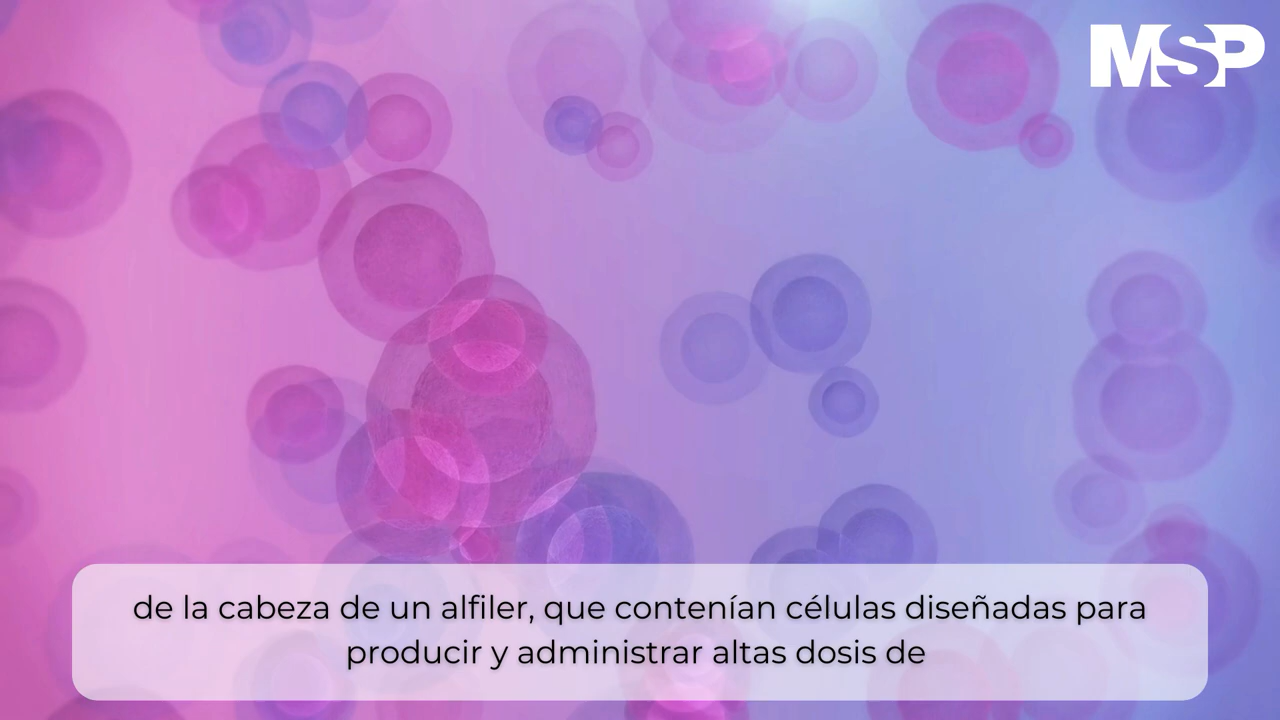 MSP
de la cabeza de un alfiler, que contenían células diseñadas para
producir y administrar altas dosis de